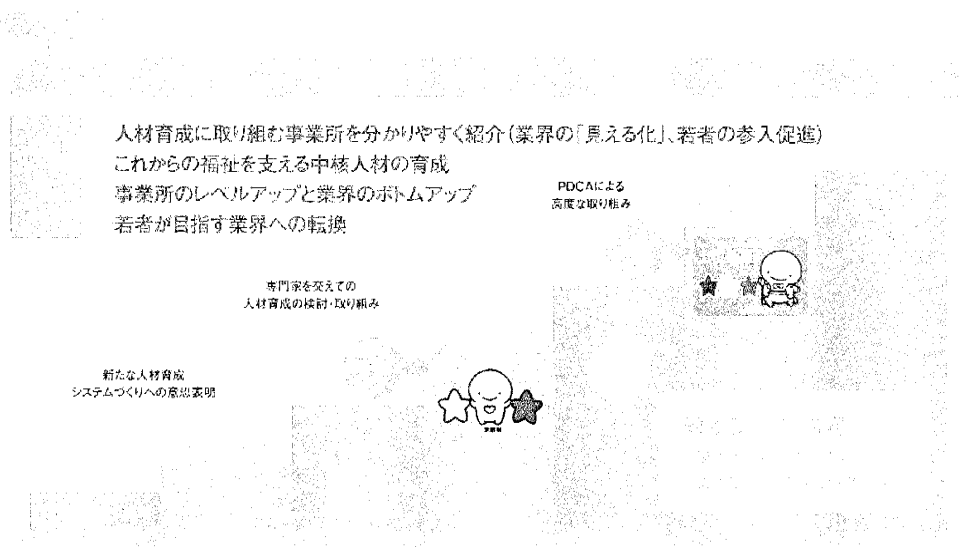 人材育成に取り組む事業所を分かりやすく紹介（業界の「見える化」、若者の参入促進）
これからの福祉を支える中核人材の育成
事業所のレベルアップと業界のボトムアップ
若者が目指す業界への転換
PDCAによる
高度な取り組み
専門家を交えての
人材育成の検討・取り組み
新たな人材育成
システムづくりへの意思表明